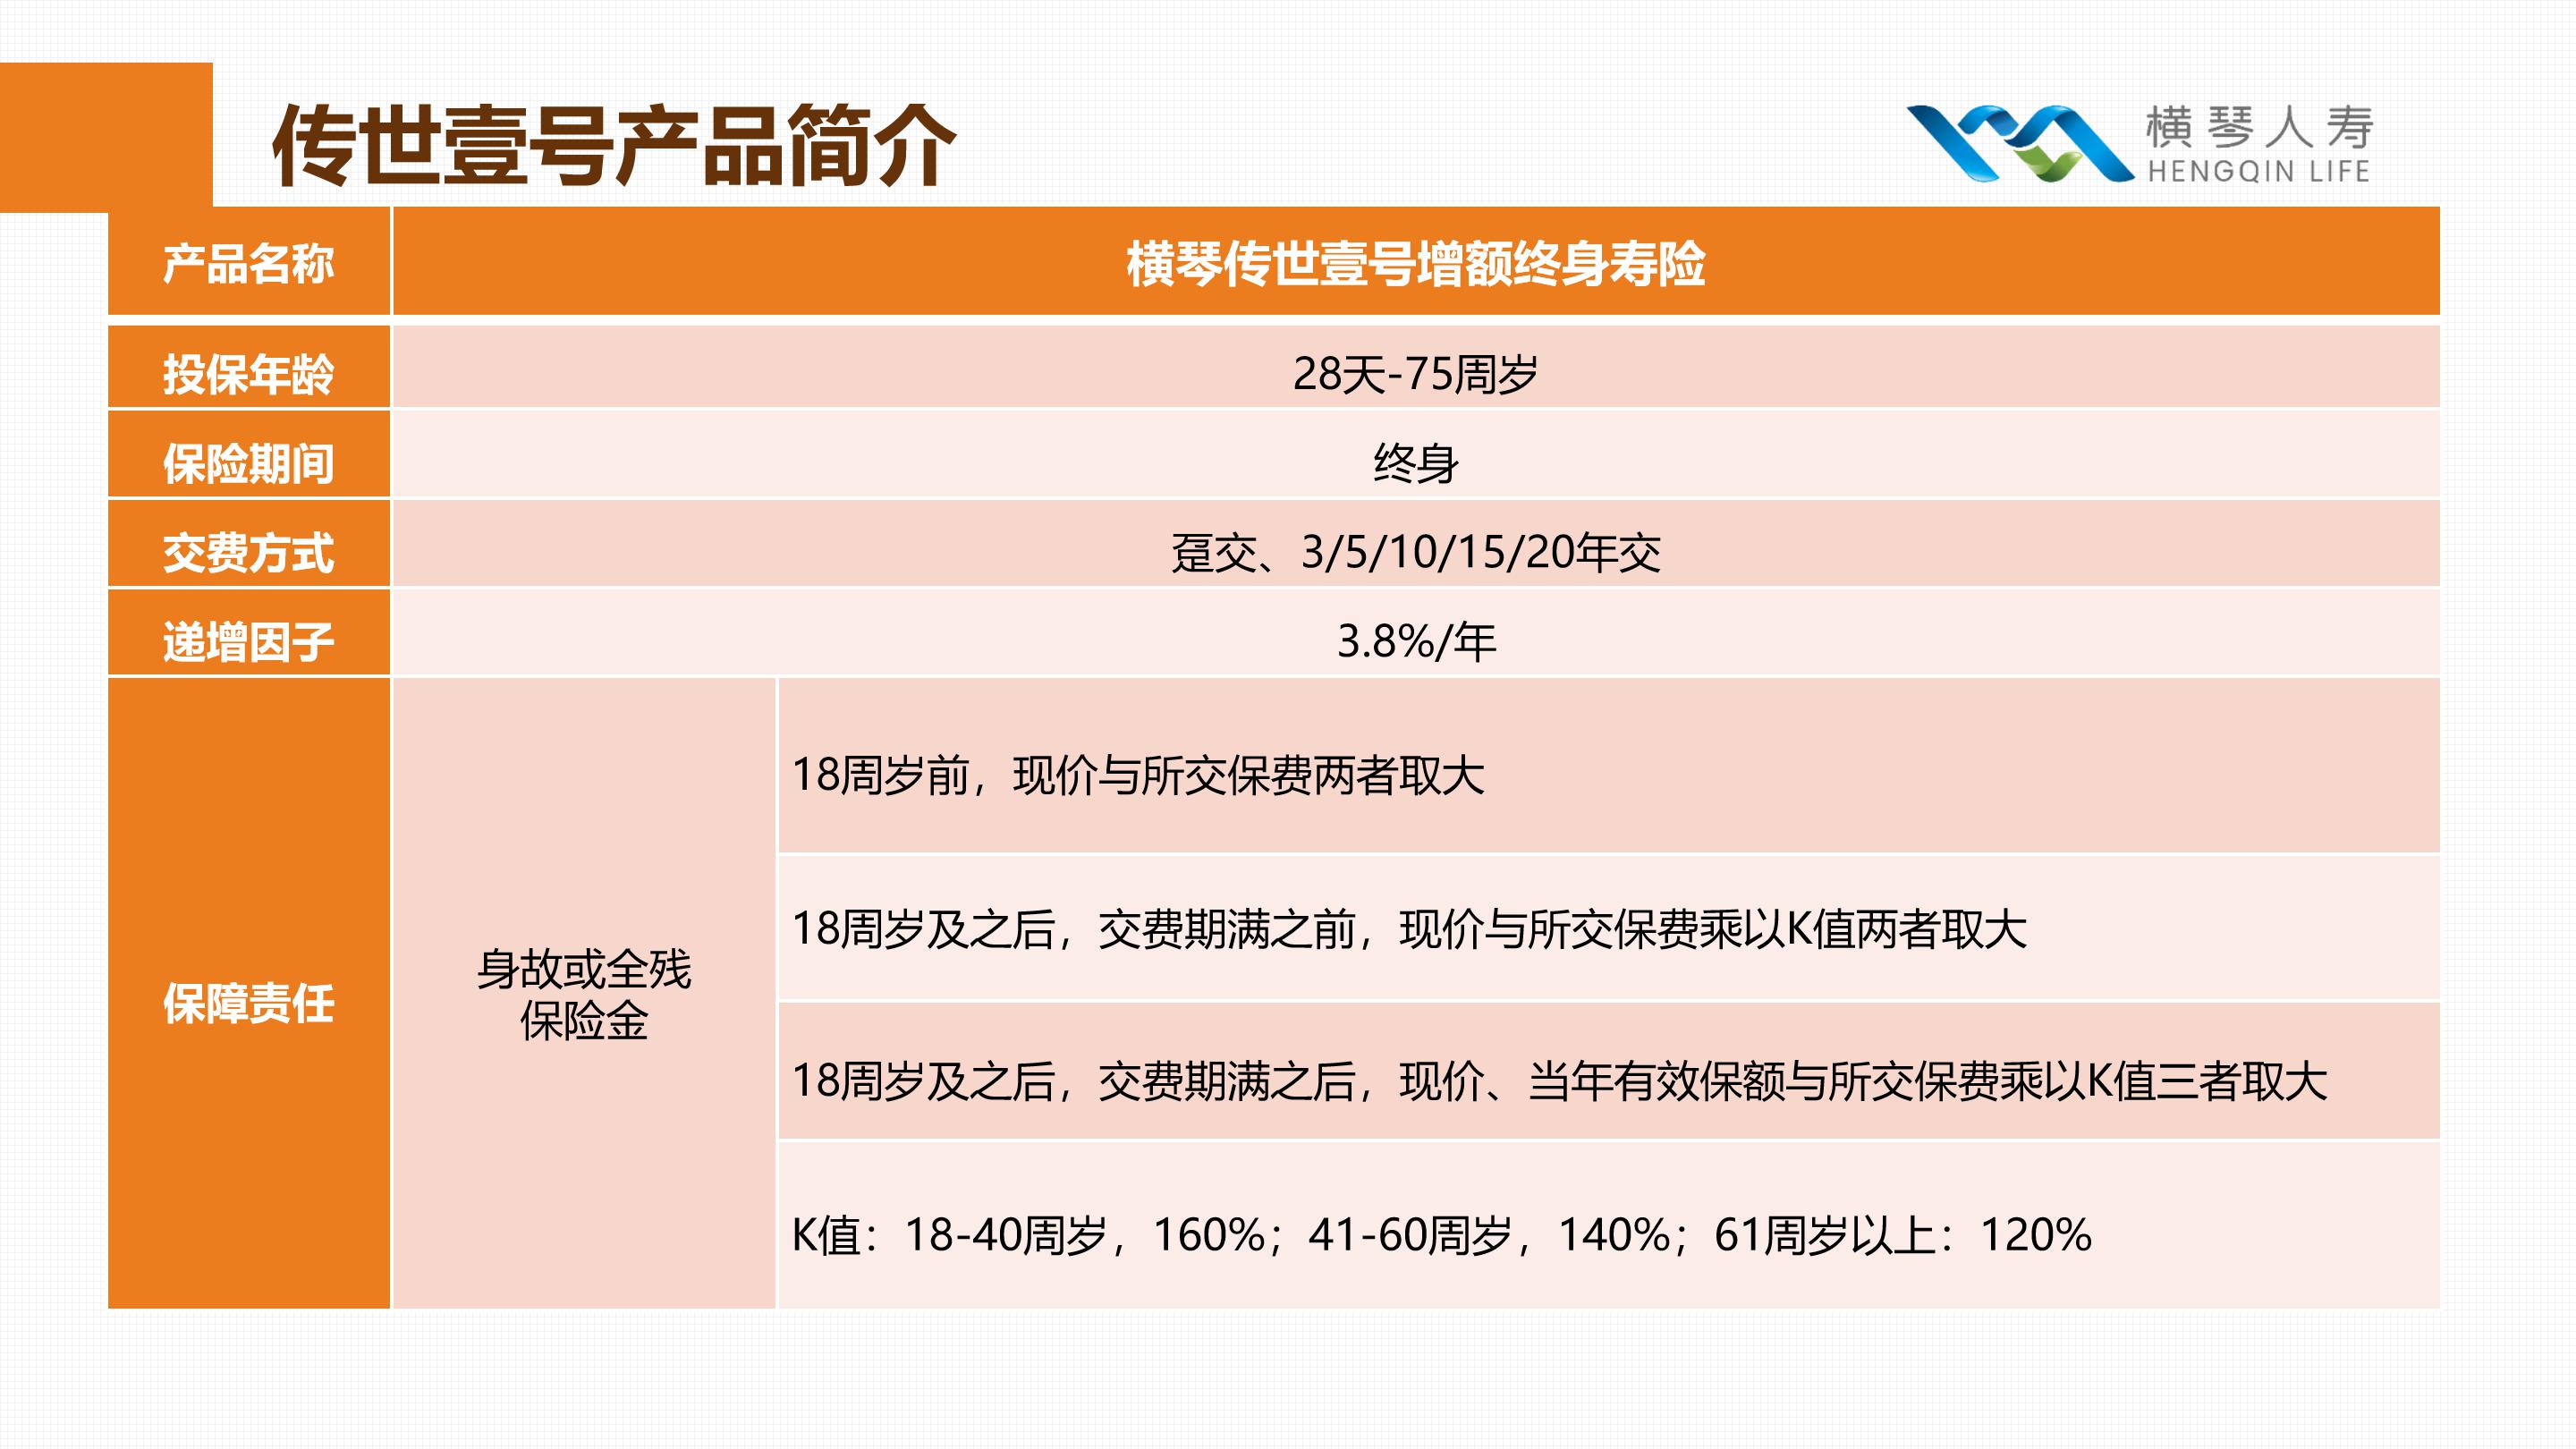 传世壹号产品简介
横琴人寿
HENGQIN LIFE
产品名称
横琴传世壹号增额终身寿险
投保年龄
28天-75周岁
保险期间
终身
交费方式
趸交、3/5/10/15/20年交
递增因子
3.8%/年
保障责任
身故或全残
保险金
18周岁前，现价与所交保费两者取大
18周岁及之后，交费期满之前，现价与所交保费乘以K值两者取大
18周岁及之后，交费期满之后，现价、当年有效保额与所交保费乘以K值三者取大
K值：18-40周岁，160%；41-60周岁，140%；61周岁以上：120%